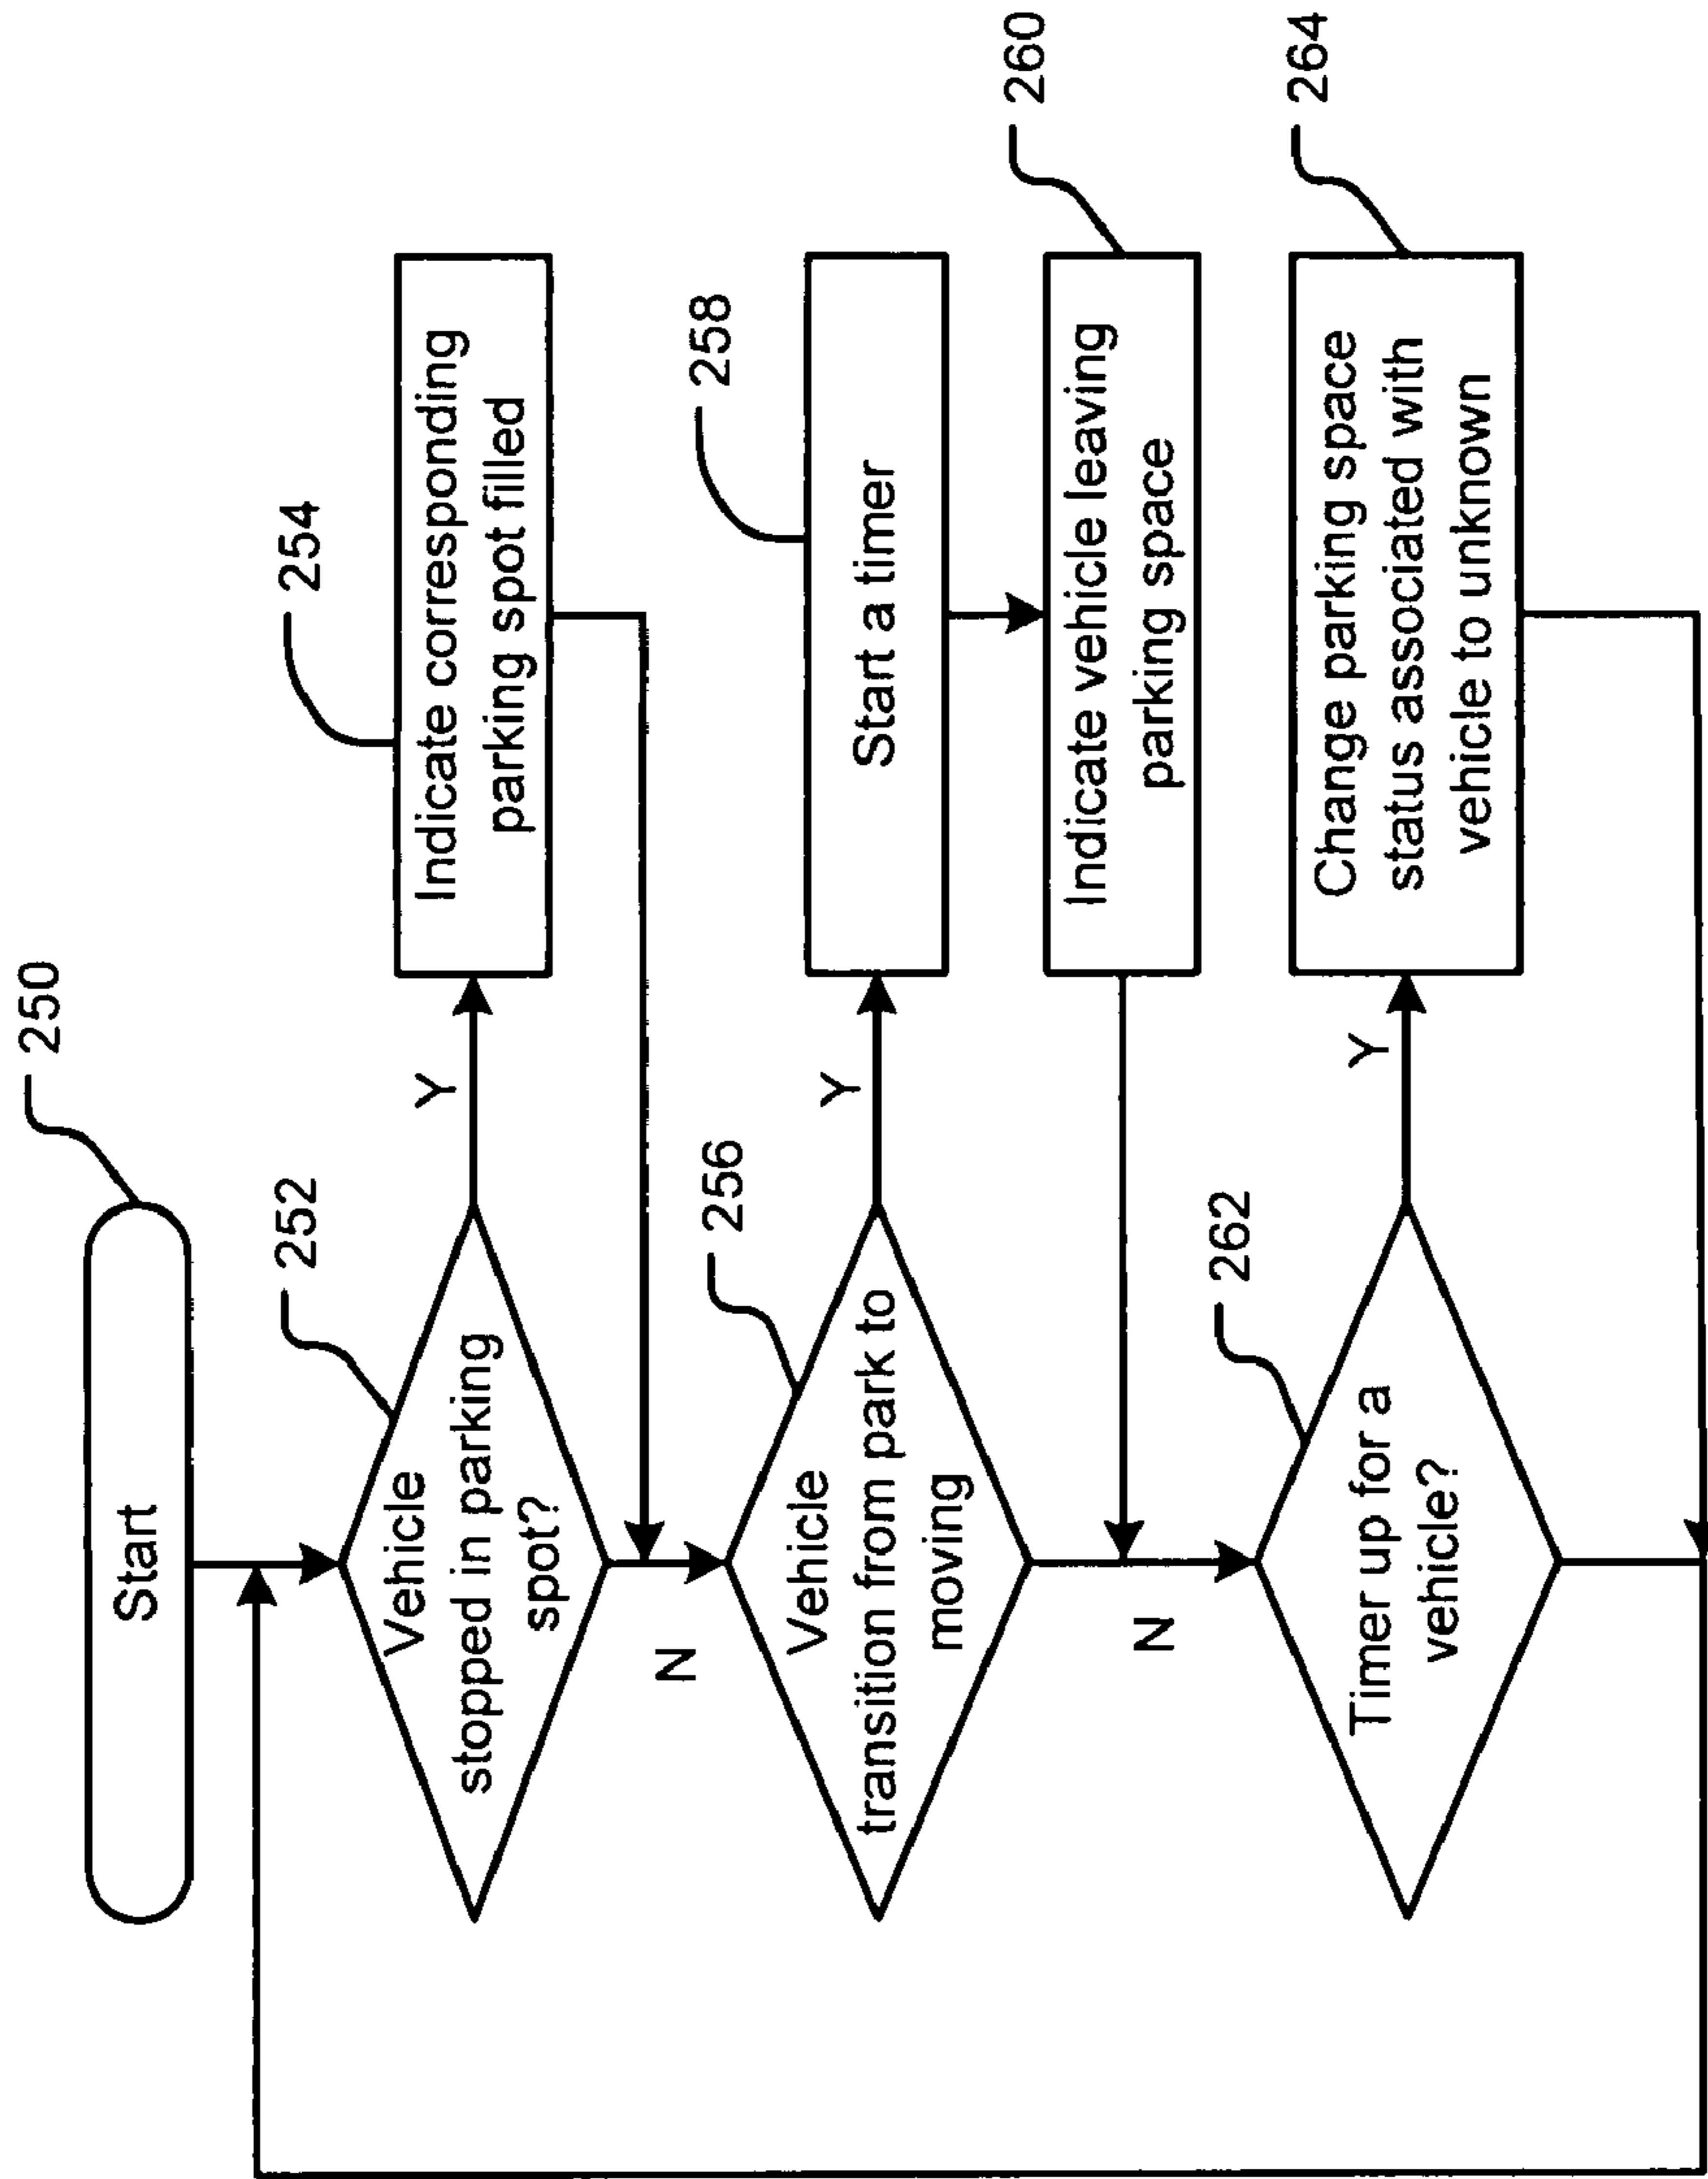 250
Start
252
Vehicle
stopped in parking
spot?
Y
254
Indicate corresponding
parking spot filled
N
256
Vehicle
transition from park to
moving
Y
258
Start a timer
260
Indicate vehicle leaving
parking space
N
262
Timer up for a
vehicle?
Y
264
Change parking space
status associated with
vehicle to unknown